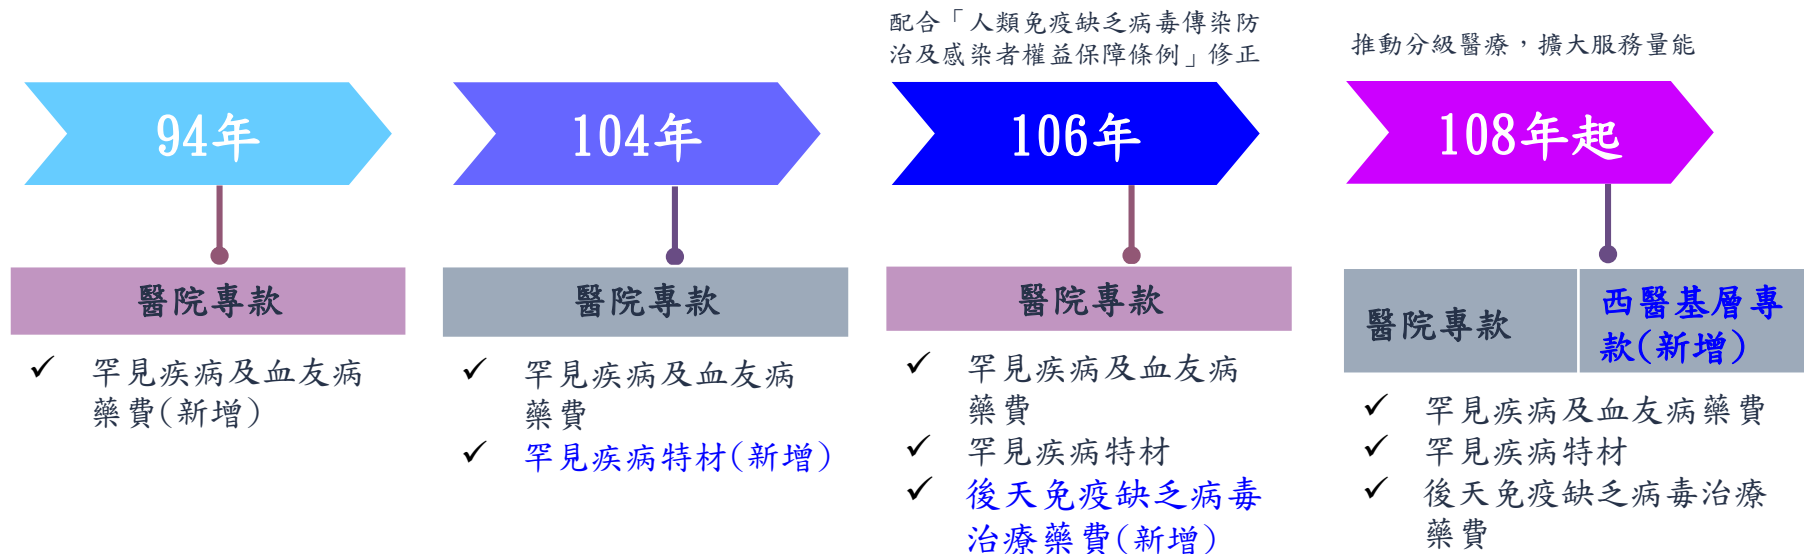 94年
醫院專款
✓ 罕見疾病及血友病
藥費(新增)
104年
醫院專款
✓ 罕見疾病及血友病
藥費
✓ 罕見疾病特材(新增)
配合「人類免疫缺乏病毒傳染防
治及感染者權益保障條例」修正
106年
醫院專款
✓ 罕見疾病及血友病
藥費
✓ 罕見疾病特材
✓ 後天免疫缺乏病毒
治療藥費(新增)
推動分級醫療，擴大服務量能
108年起
醫院專款
西醫基層專
款(新增)
✓ 罕見疾病及血友病藥費
✓ 罕見疾病特材
✓ 後天免疫缺乏病毒治療
藥費